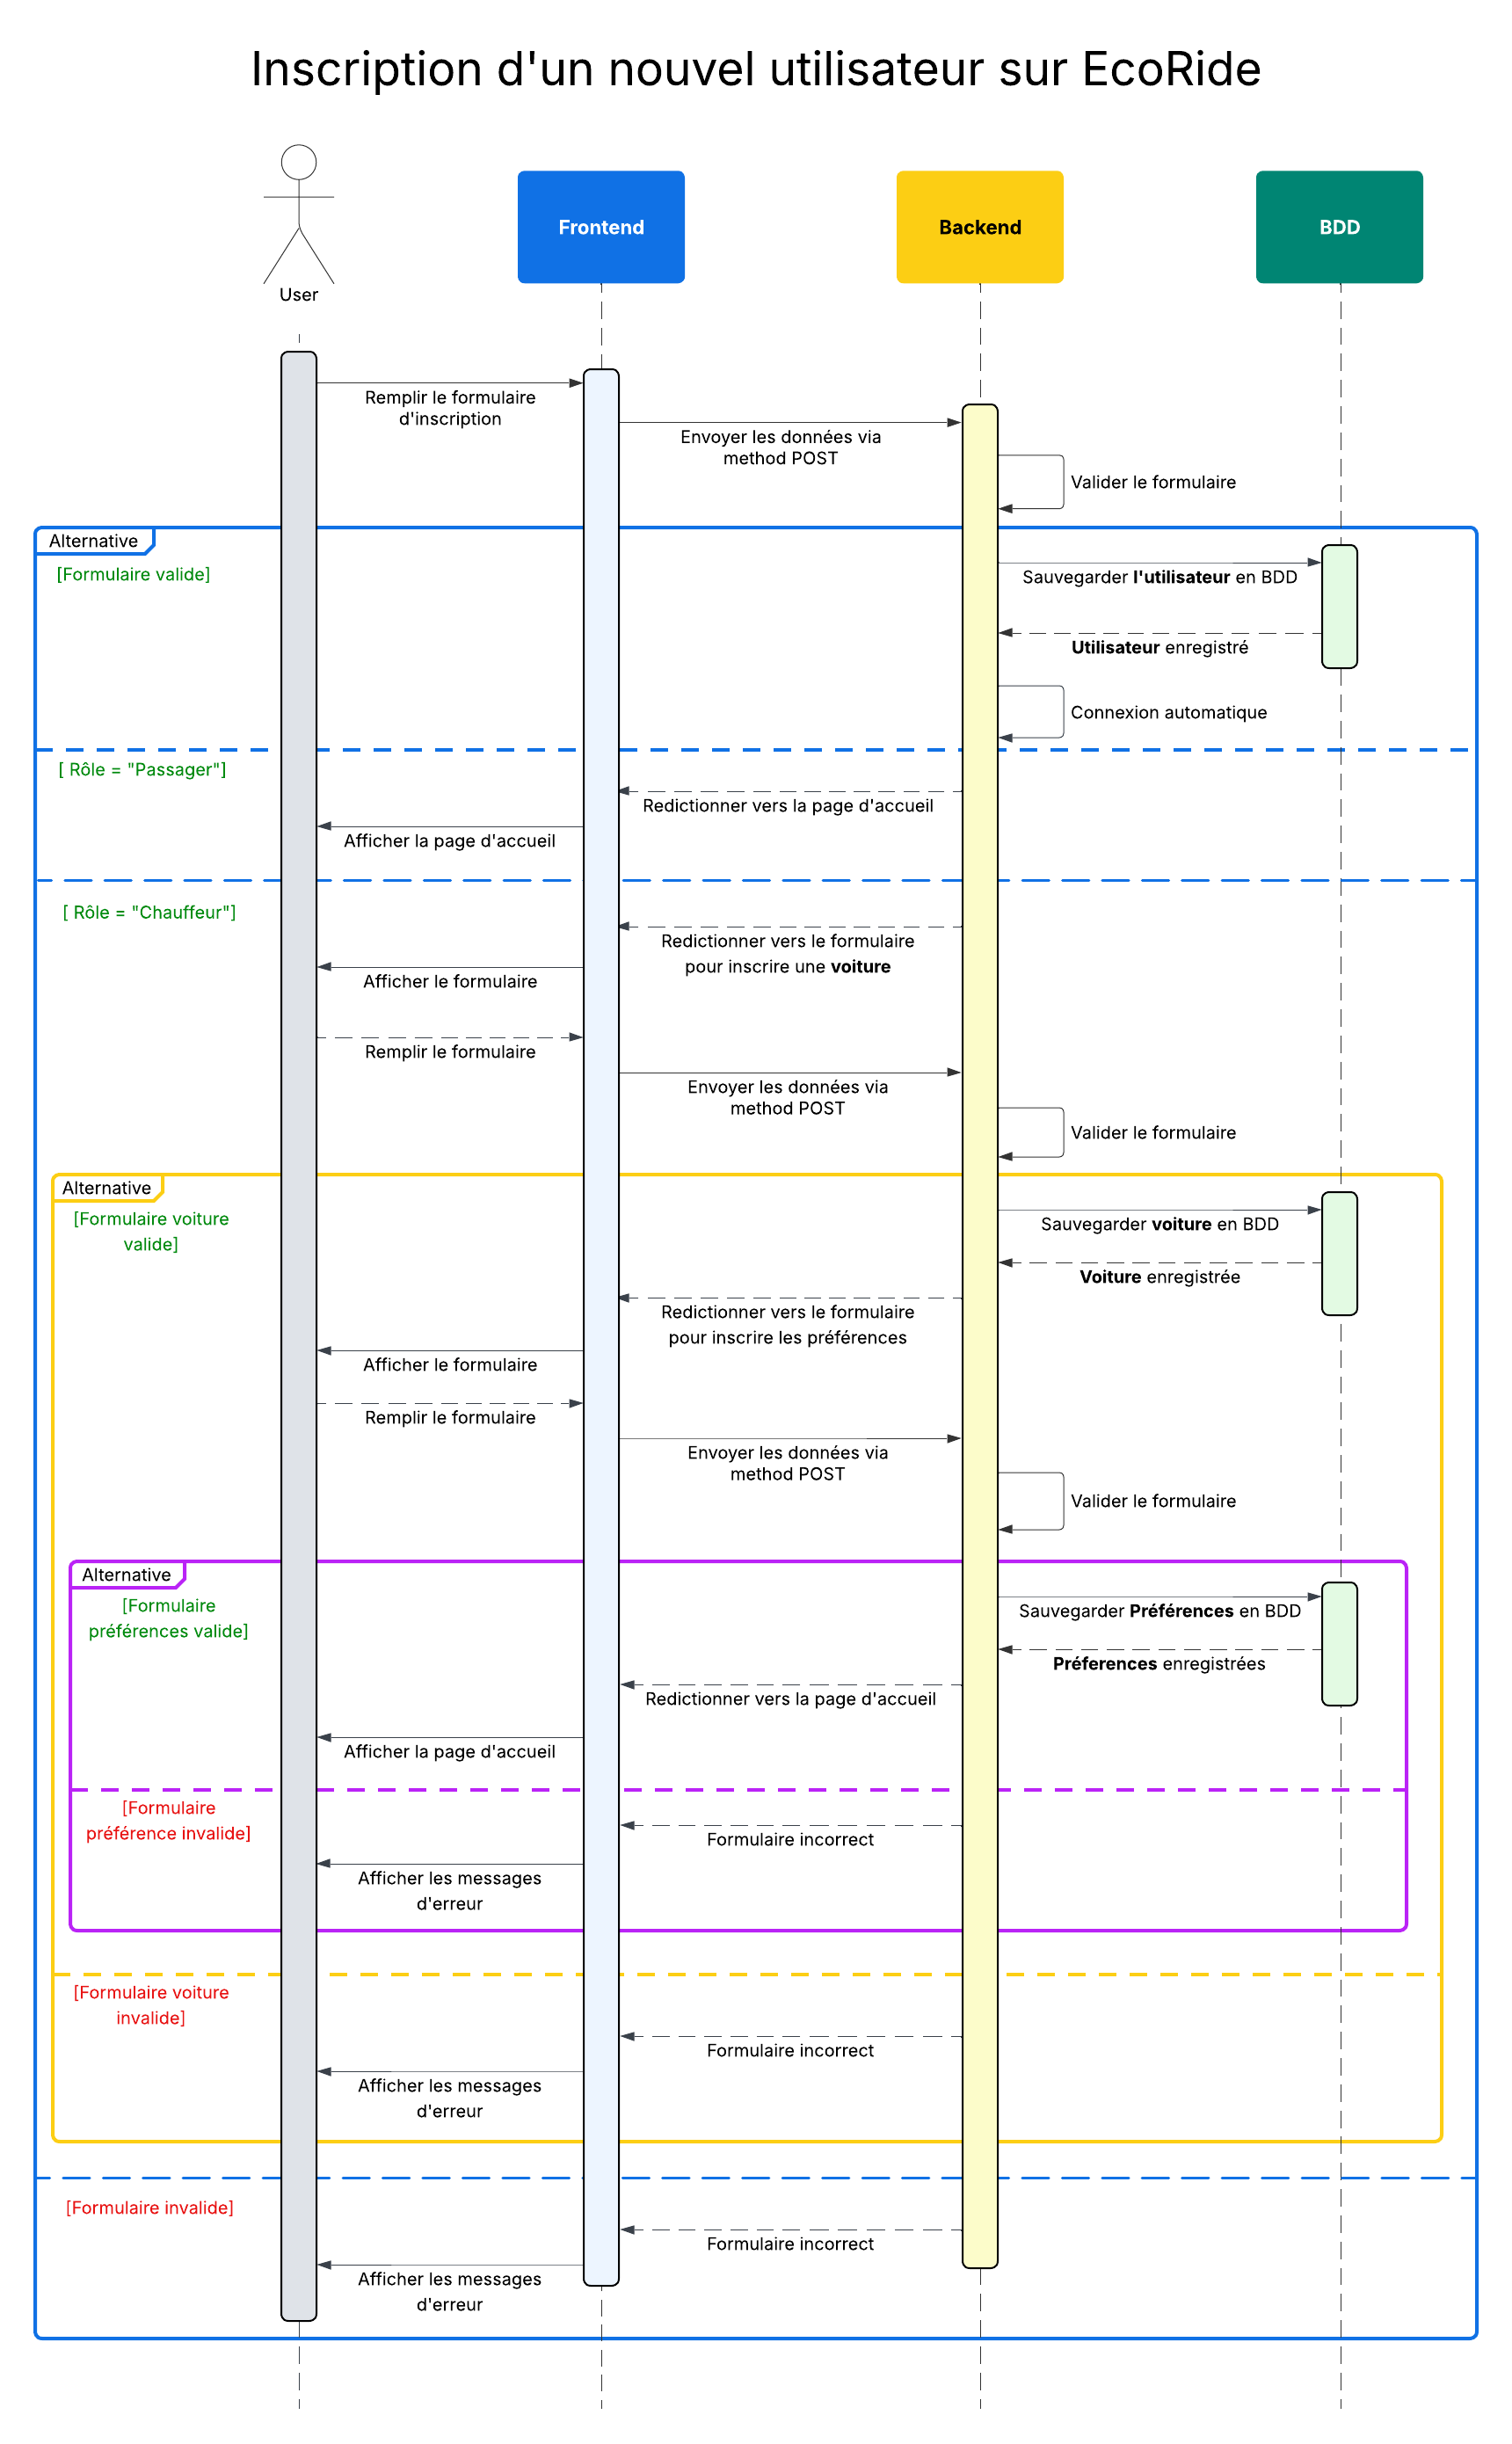 Inscription d'un nouvel utilisateur sur EcoRide
User
Frontend
Backend
BDD
Remplir le formulaire
d'inscription
Envoyer les données via
method POST
Valider le formulaire
Alternative
[Formulaire valide]
Sauvegarder l'utilisateur en BDD
Utilisateur enregistré
Connexion automatique
[ Rôle = "Passager"]
Redictionner vers la page d'accueil
Afficher la page d'accueil
[ Rôle = "Chauffeur"]
Redictionner vers le formulaire
pour inscrire une voiture
Afficher le formulaire
Remplir le formulaire
Envoyer les données via
method POST
Valider le formulaire
Alternative
[Formulaire voiture
valide]
Sauvegarder voiture en BDD
Voiture enregistrée
Redictionner vers le formulaire
pour inscrire les préférences
Afficher le formulaire
Remplir le formulaire
Envoyer les données via
method POST
Valider le formulaire
Alternative
[Formulaire
préférences valide]
Sauvegarder Préférences en BDD
Préferences enregistrées
Redictionner vers la page d'accueil
Afficher la page d'accueil
[Formulaire
préférence invalide]
Formulaire incorrect
Afficher les messages
d'erreur
[Formulaire voiture
invalide]
Formulaire incorrect
Afficher les messages
d'erreur
[Formulaire invalide]
Formulaire incorrect
Afficher les messages
d'erreur